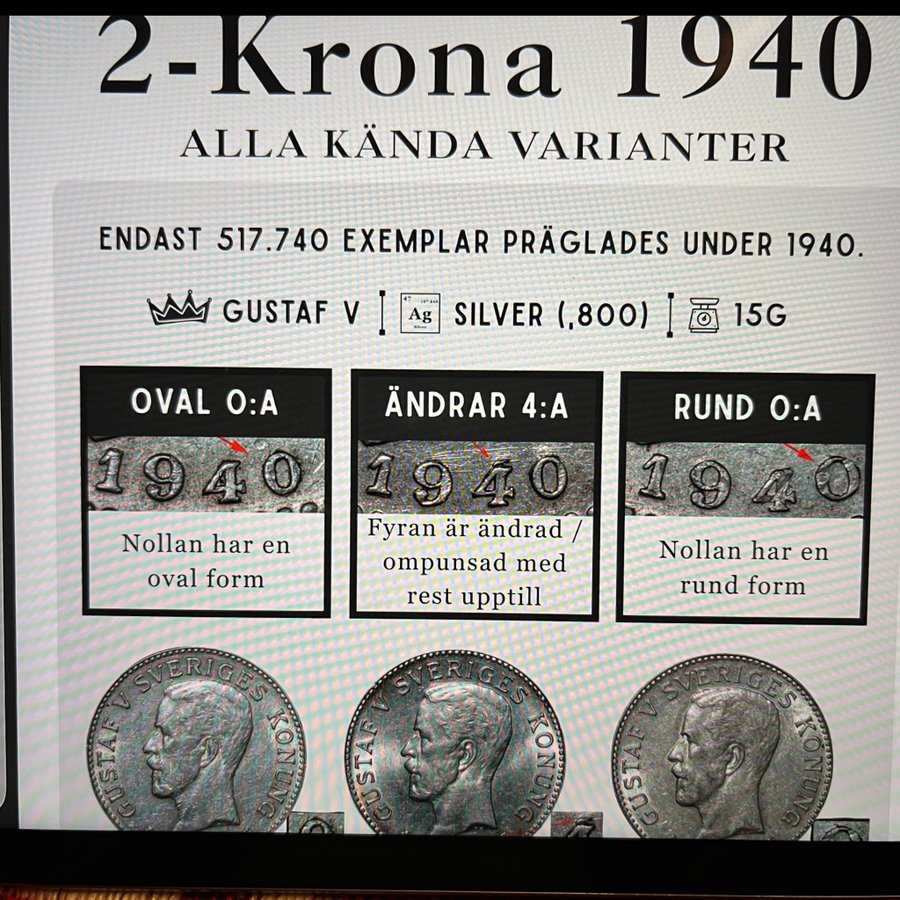 2-Krona 1940
ALLA KÄNDA VARIANTER
ENDAST 517.740 EXEMPLAR PRÄGLADES UNDER 1940.
GUSTAF V | 47 Ag Silver SILVER (,800) | 15G
OVAL 0:A
1940
Nollan har en
oval form
ÄNDRAR 4:A
1940
Fyran är ändrad /
ompunsad med
rest upptill
RUND 0:A
1940
Nollan har en
rund form
GUSTAF V SVERIGES KONUNG
GUSTAF V SVERIGES KONUNG
GUSTAF V SVERIGES KONUNG